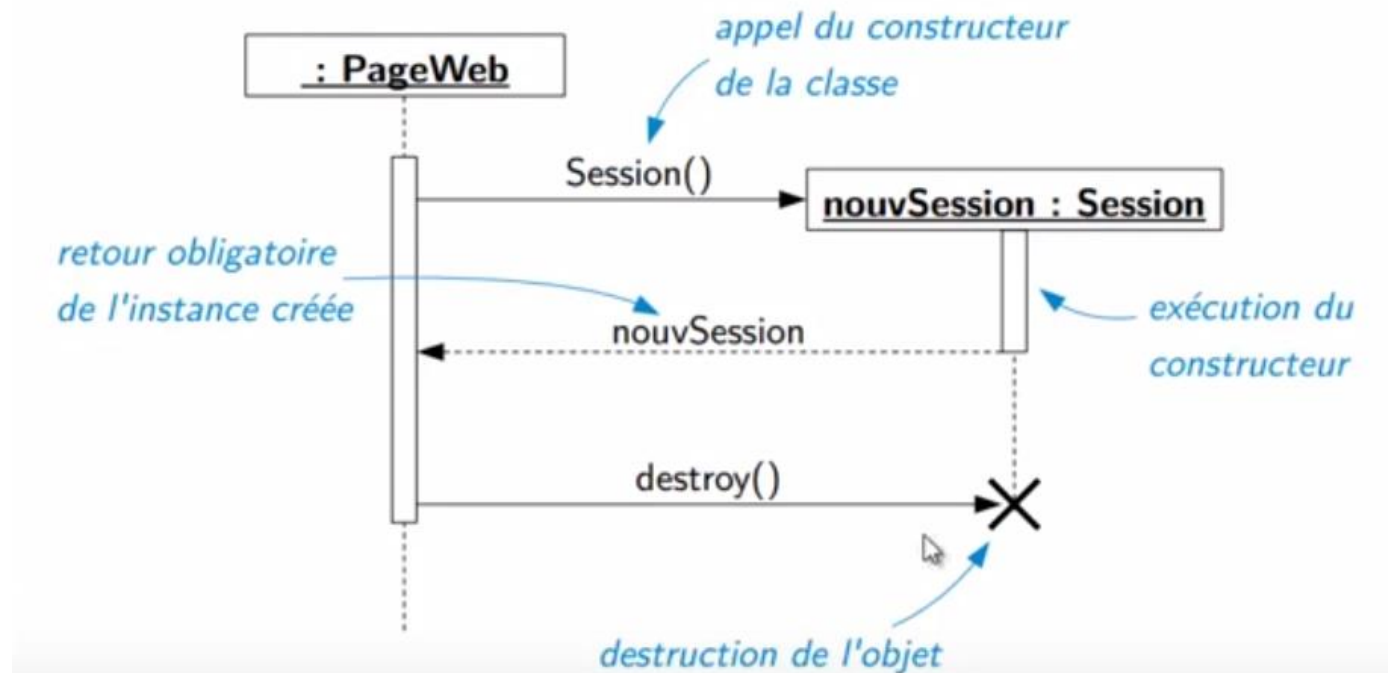 appel du constructeur
de la classe
: PageWeb
Session()
nouvSession : Session
retour obligatoire
de l'instance créée
nouvSession
exécution du
constructeur
destroy()
destruction de l'objet